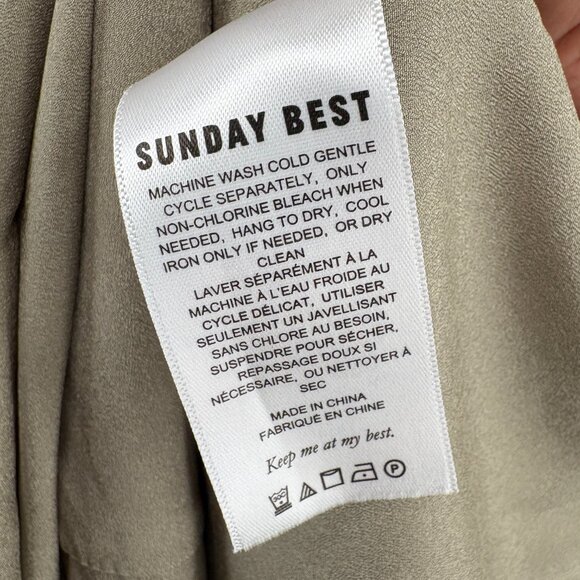 SUNDAY BEST
MACHINE WASH COLD GENTLE
CYCLE SEPARATELY, ONLY
NON-CHLORINE BLEACH WHEN
NEEDED, HANG TO DRY, COOL
IRON ONLY IF NEEDED, OR DRY
CLEAN
LAVER SÉPARÉMENT À LA
MACHINE À L'EAU FROIDE AU
CYCLE DÉLICAT, UTILISER
SEULEMENT UN JAVELLISANT
SANS CHLORE AU BESOIN,
SUSPENDRE POUR SÉCHER,
REPASSAGE DOUX SI
NÉCESSAIRE, OU NETTOYER À
SEC
MADE IN CHINA
FABRIQUÉ EN CHINE
Keep me at my best.